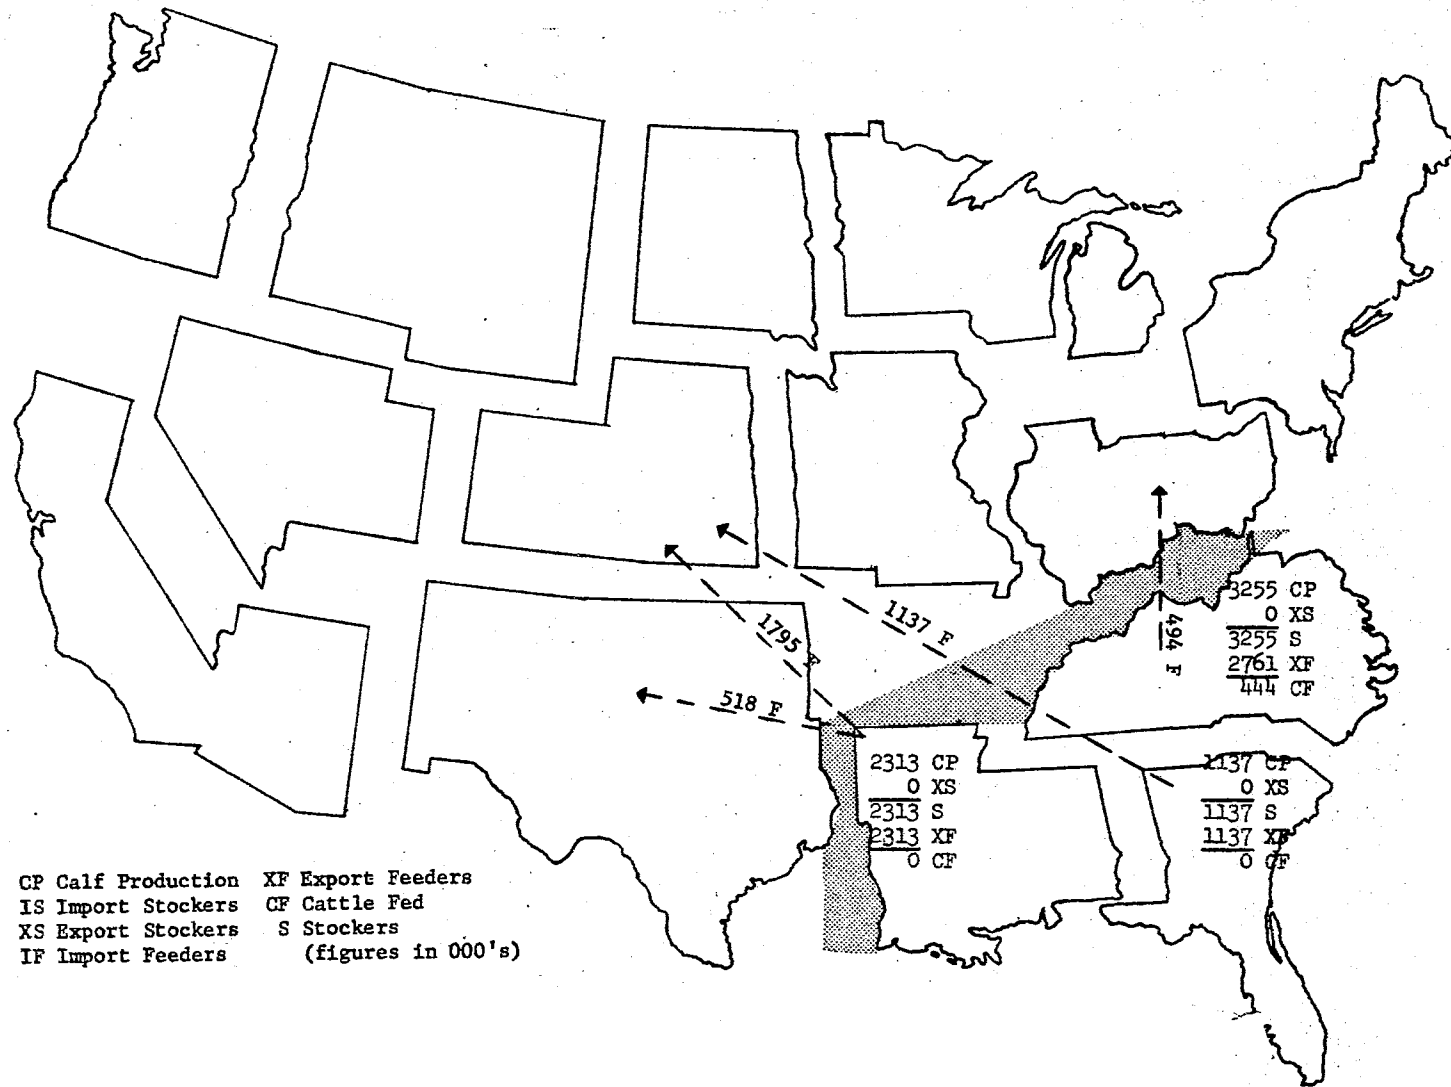 3255 CP
0 XS
3255 S
2761 XF
444 CF
494 F
1137 F
1795 F
518 F
2313 CP
0 XS
2313 S
2313 XF
0 CF
1137 CP
0 XS
1137 S
1137 XF
0 CF
CP Calf Production XF Export Feeders
IS Import Stockers CF Cattle Fed
XS Export Stockers S Stockers
IF Import Feeders (figures in 000's)